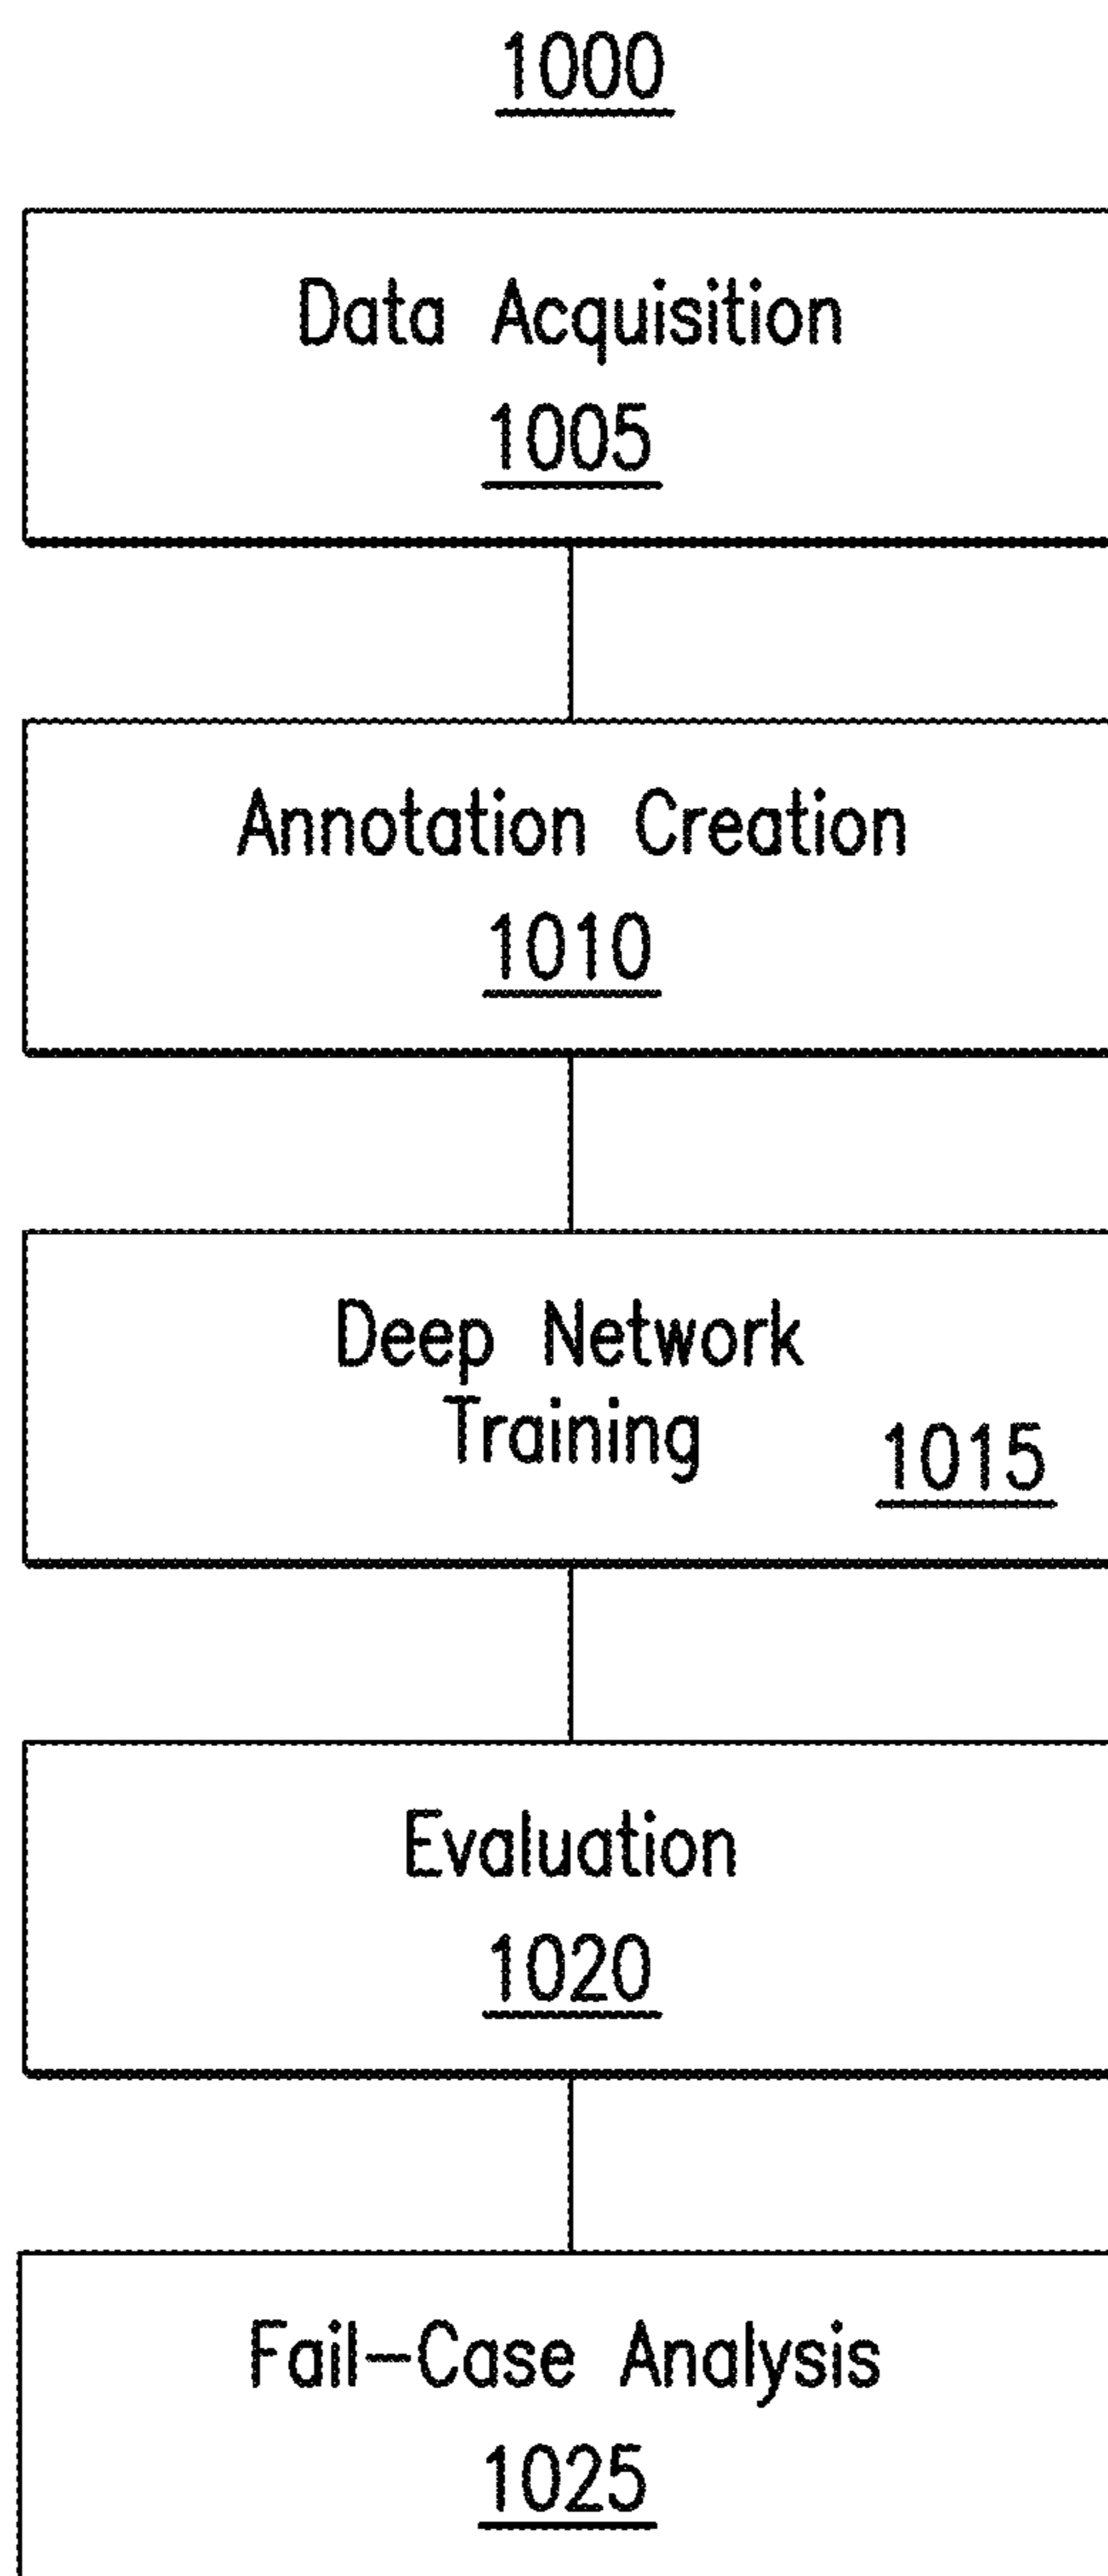 1000
Data Acquisition
1005
Annotation Creation
1010
Deep Network
Training
1015
Evaluation
1020
Fail-Case Analysis
1025